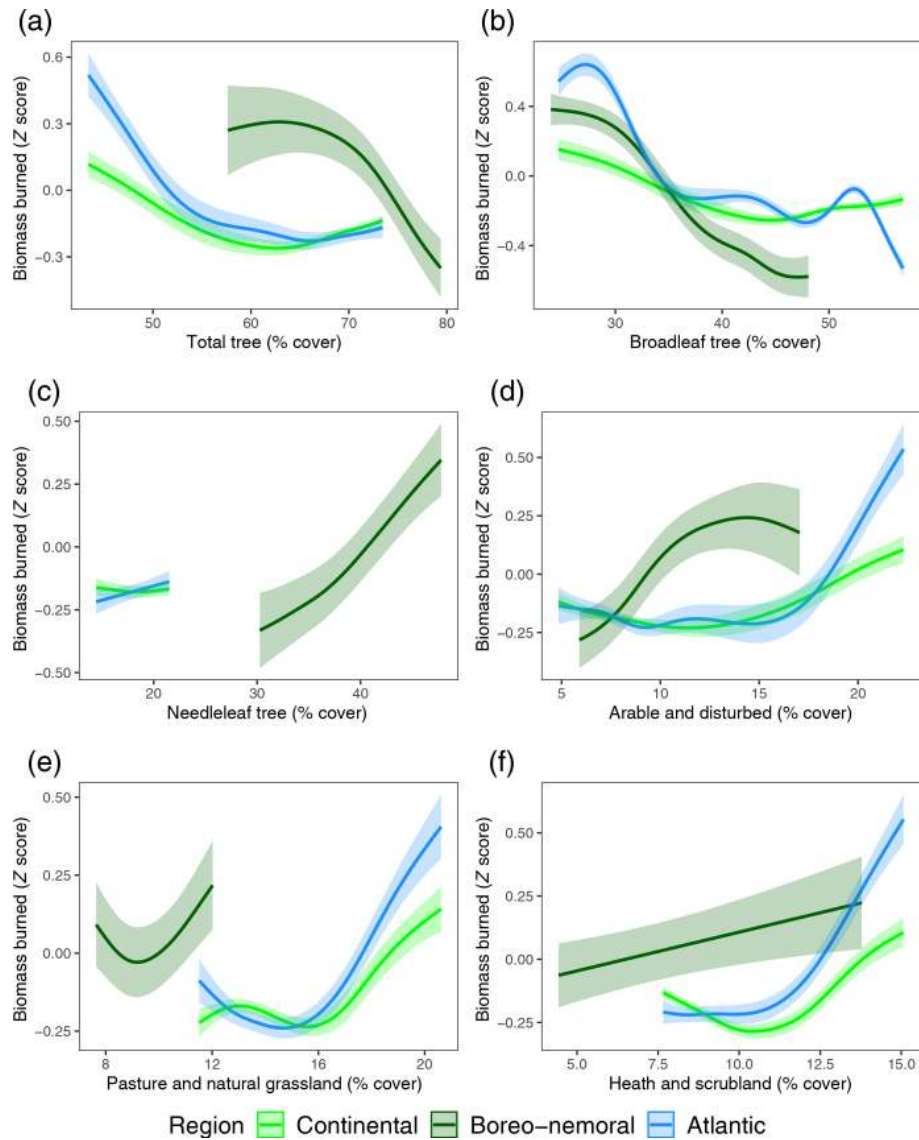 (a)
Biomass burned (Z score)
0.6
0.3
0.0
−0.3
50
60
70
80
Total tree (% cover)
(b)
Biomass burned (Z score)
0.4
0.0
−0.4
30
40
50
Broadleaf tree (% cover)
(c)
Biomass burned (Z score)
0.50
0.25
0.00
−0.25
−0.50
20
30
40
Needleleaf tree (% cover)
(d)
Biomass burned (Z score)
0.50
0.25
0.00
−0.25
5
10
15
20
Arable and disturbed (% cover)
(e)
Biomass burned (Z score)
0.50
0.25
0.00
−0.25
8
12
16
20
Pasture and natural grassland (% cover)
(f)
Biomass burned (Z score)
0.50
0.25
0.00
−0.25
5.0
7.5
10.0
12.5
15.0
Heath and scrubland (% cover)
Region Continental Boreo−nemoral Atlantic